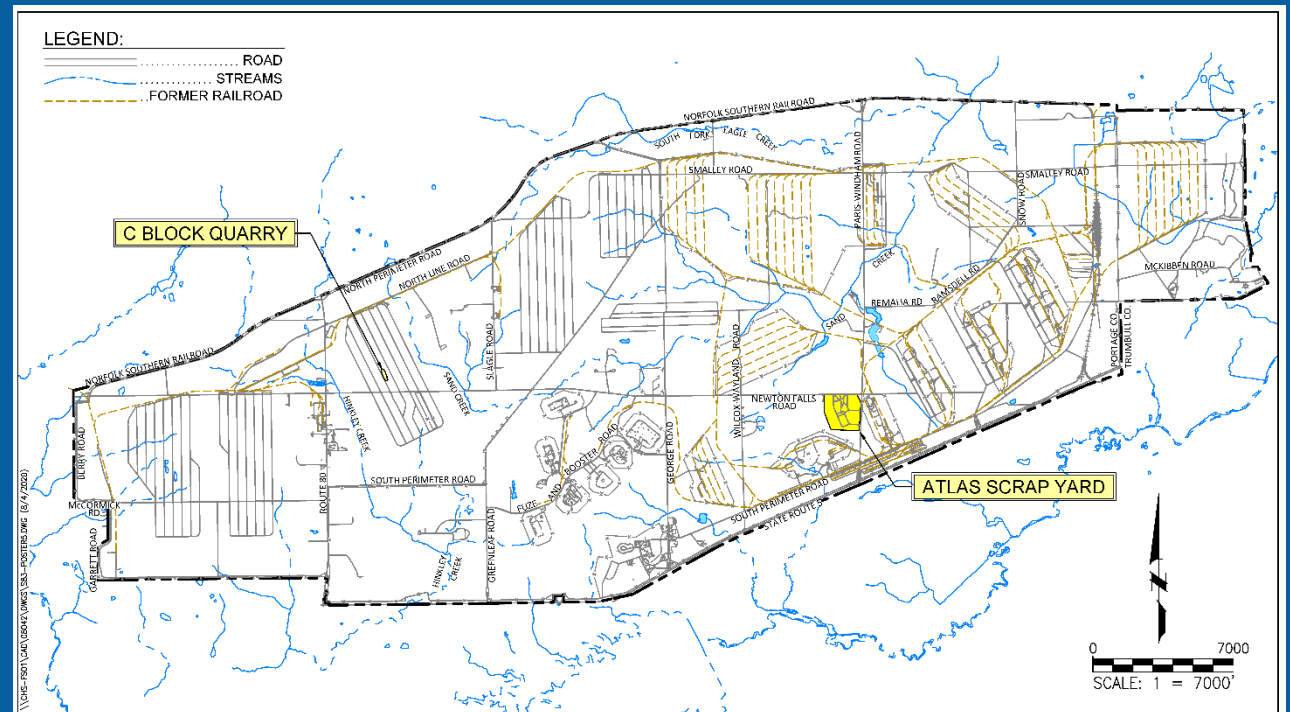 LEGEND:
ROAD
STREAMS
FORMER RAILROAD
NORFOLK SOUTHERN RAILROAD
SOUTH FORK EAGLE CREEK
SMALLEY ROAD
PARIS-WINDHAM ROAD
SNOW ROAD
SMALLEY ROAD
C BLOCK QUARRY
NORTH PERIMETER ROAD
NORTH LINE ROAD
CREEK
MCKIBBEN ROAD
RAMSDELL RD
REMALIA RD
SAND
SLAGLE ROAD
WILCOX-WAYLAND ROAD
PORTAGE CO.
TRUMBULL CO.
NORFOLK SOUTHERN RAILROAD
SAND CREEK
HINKLEY CREEK
NEWTON FALLS
ROAD
BERRY ROAD
FUZE AND BOOSTER ROAD
GEORGE ROAD
SOUTH PERIMETER ROAD
ROUTE 80
ATLAS SCRAP YARD
McCORMICK
RD
SOUTH PERIMETER ROAD
STATE ROUTE 5
GARRETT ROAD
GREENLEAF ROAD
HINKLEY
CREEK
0 7000
SCALE: 1 = 7000'